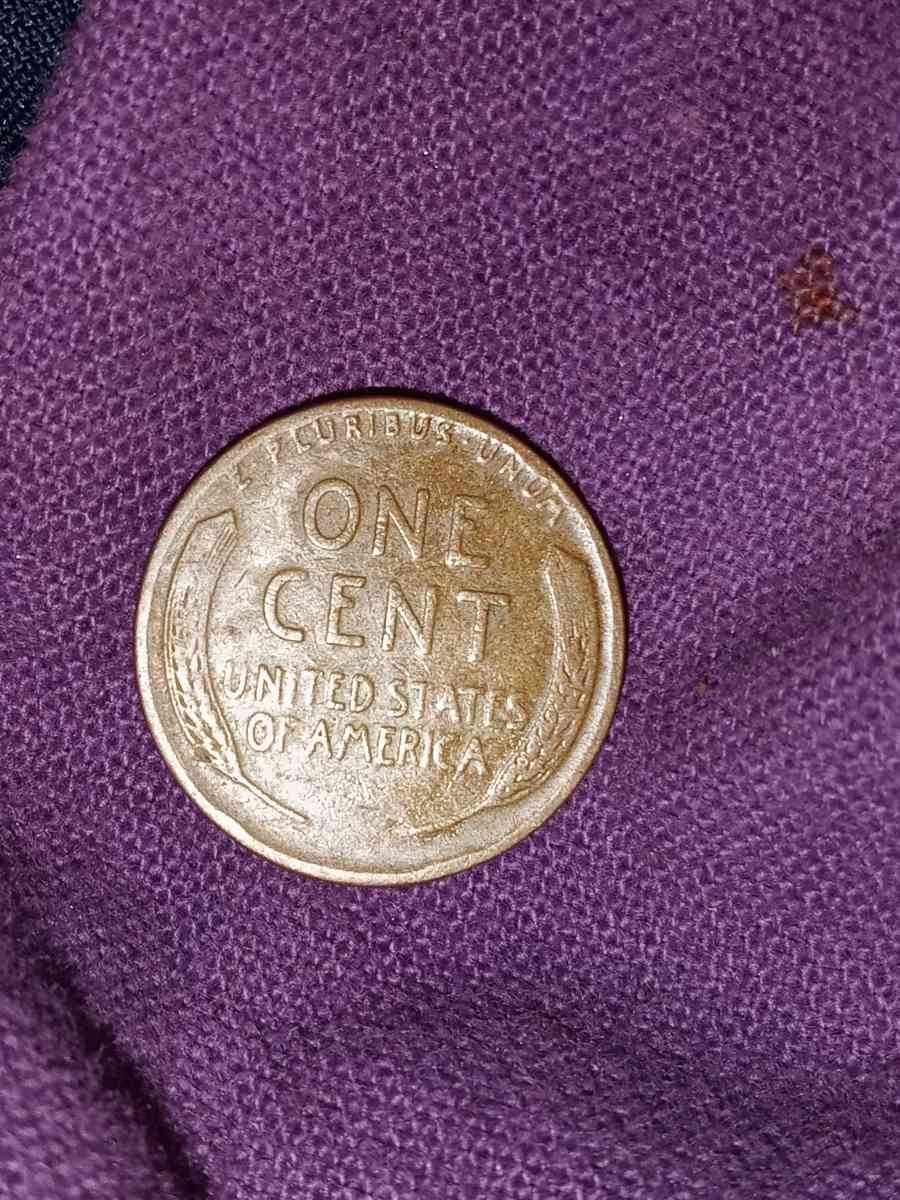 E PLURIBUS · UNUM
ONE
CENT
UNITED STATES
OF AMERICA